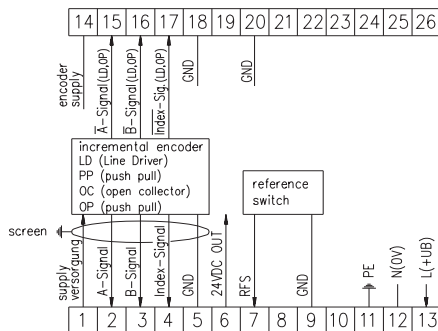 14 15 16 17 18 19 20 21 22 23 24 25 26
encoder
supply
A-Signal(LD,OP)
B-Signal(LD,OP)
Index-Sig.(LD,OP)
GND
GND
incremental encoder
LD (Line Driver)
PP (push pull)
OC (open collector)
OP (push pull)
reference
switch
screen
supply
versorgung
A-Signal
B-Signal
Index-Signal
GND
24VDC OUT
RFS
GND
PE
N(0V)
L(+UB)
1 2 3 4 5 6 7 8 9 10 11 12 13